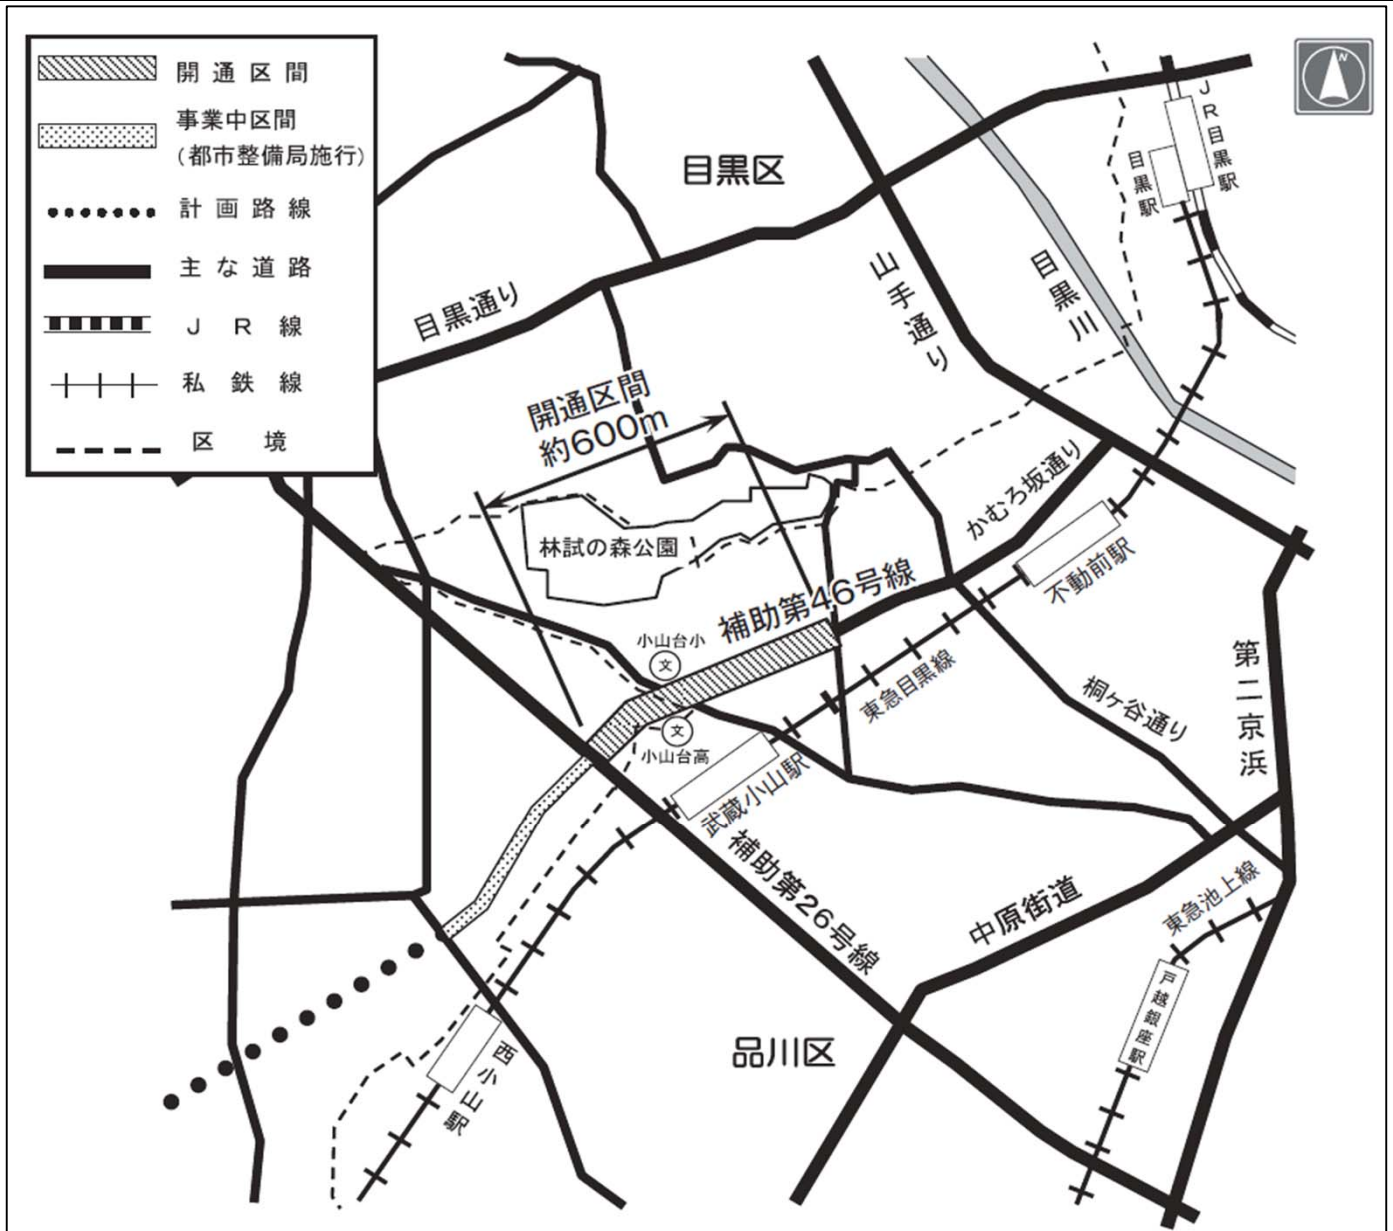 開通区間
事業中区間
(都市整備局施行)
計画路線
主な道路
JR線
私鉄線
区境
N
目黒区
JR目黒駅
目黒駅
目黒通り
山手通り
目黒川
開通区間
約600m
かむろ坂通り
林試の森公園
不動前駅
補助第46号線
小山台小
文
東急目黒線
第二京浜
桐ヶ谷通り
文
小山台高
武蔵小山駅
補助第26号線
中原街道
東急池上線
戸越銀座駅
品川区
西小山駅